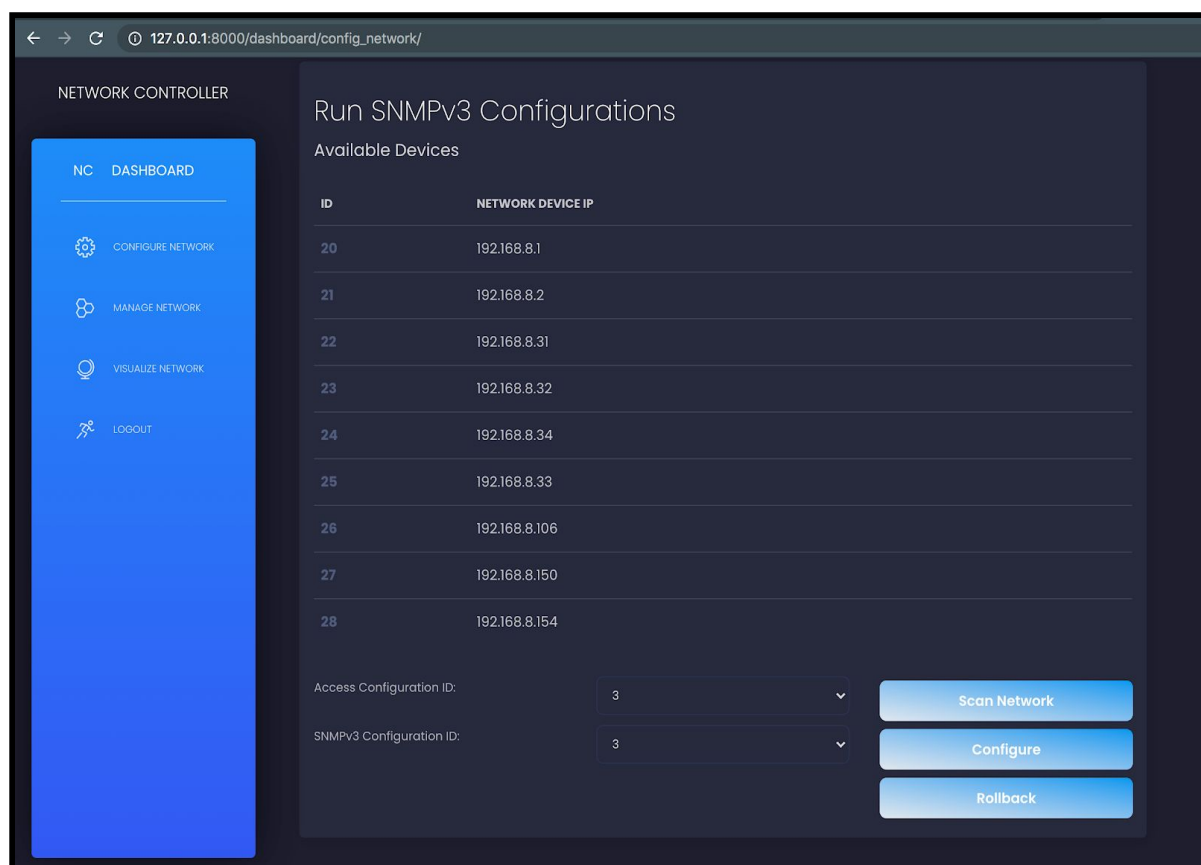 127.0.0.1:8000/dashboard/config_network/
NETWORK CONTROLLER
NC DASHBOARD
CONFIGURE NETWORK
MANAGE NETWORK
VISUALIZE NETWORK
LOGOUT
Run SNMPv3 Configurations
Available Devices
ID NETWORK DEVICE IP
20 192.168.8.1
21 192.168.8.2
22 192.168.8.31
23 192.168.8.32
24 192.168.8.34
25 192.168.8.33
26 192.168.8.106
27 192.168.8.150
28 192.168.8.154
Access Configuration ID: 3
SNMPv3 Configuration ID: 3
Scan Network
Configure
Rollback